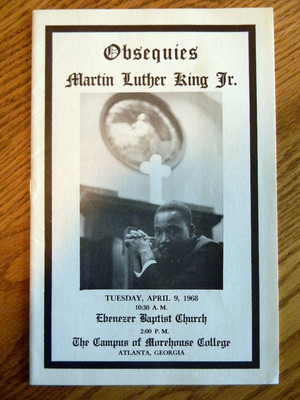 Obsequies
Martin Luther King Jr.
TUESDAY, APRIL 9, 1968
10:30 A. M.
Ebenezer Baptist Church
2:00 P. M.
The Campus of Morehouse College
ATLANTA, GEORGIA